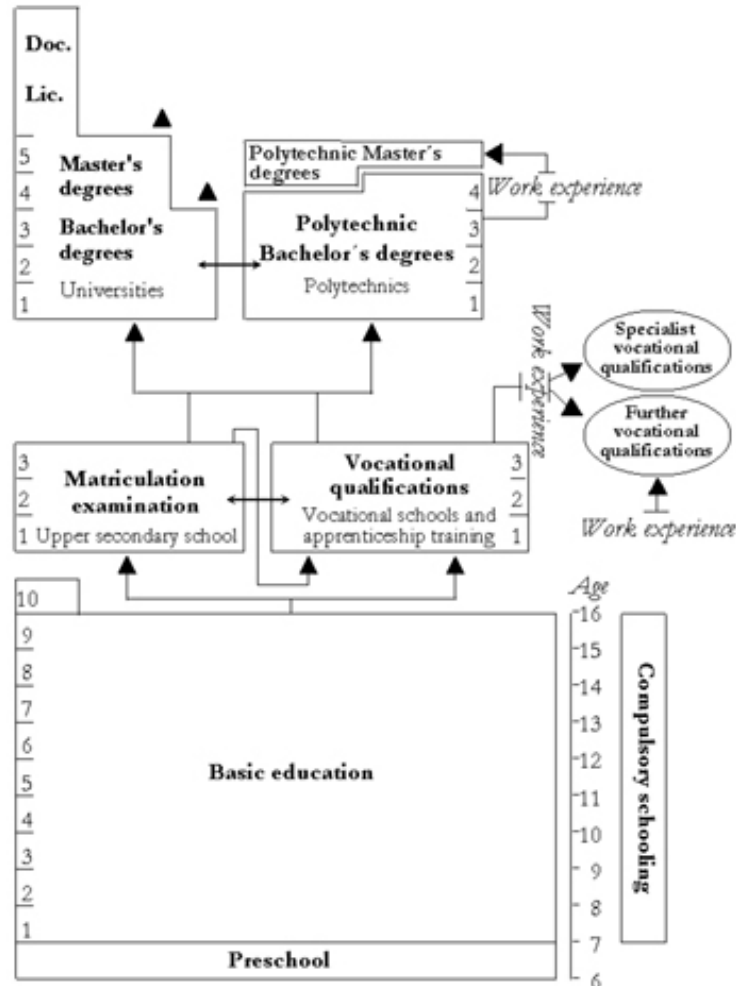 Doc.
Lic.
5
4
3
2
1
Master's
degrees
Bachelor's
degrees
Universities
Polytechnic Master´s
degrees
Work experience
Polytechnic
Bachelor´s degrees
Polytechnics
4
3
2
1
Work experience
Specialist
vocational
qualifications
Further
vocational
qualifications
Work experience
3
2
1
Matriculation
examination
Upper secondary school
Vocational
qualifications
Vocational schools and
apprenticeship training
3
2
1
10
9
8
7
6
5
4
3
2
1
Basic education
Preschool
Age
16
15
14
13
12
11
10
9
8
7
6
Compulsory schooling